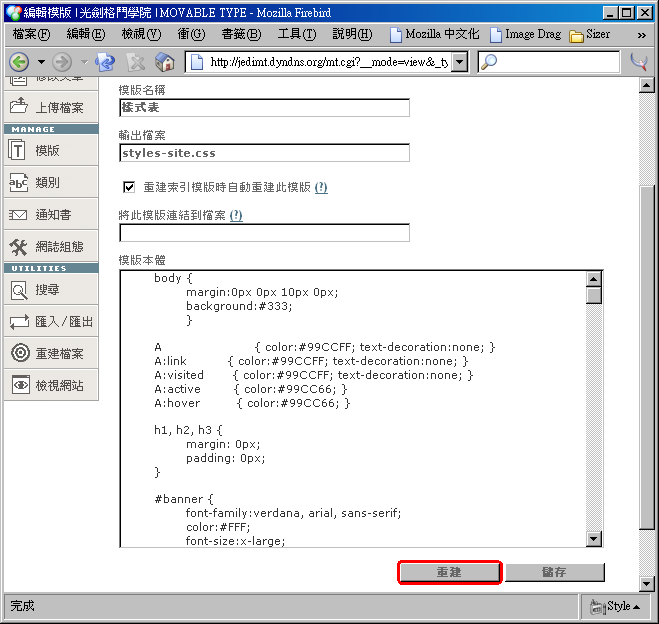 編輯模版 | 光劍格鬥學院 | MOVABLE TYPE - Mozilla Firebird
檔案(F) 編輯(E) 檢視(V) 衝(G) 書籤(B) 工具(T) 說明(H) Mozilla 中文化 Image Drag Sizer »
http://jedimt.dyndns.org/mt.cgi?__mode=view&_ty
修改文章
上傳檔案
MANAGE
模版
類別
通知書
網誌組態
UTILITIES
搜尋
匯入/匯出
重建檔案
檢視網站
模版名稱
樣式表
輸出檔案
styles-site.css
重建索引模版時自動重建此模版 (?)
將此模版連結到檔案 (?)
模版本體
body {
margin:0px 0px 10px 0px;
background:#333;
}
A { color:#99CCFF; text-decoration:none; }
A:link { color:#99CCFF; text-decoration:none; }
A:visited { color:#99CCFF; text-decoration:none; }
A:active { color:#99CC66; }
A:hover { color:#99CC66; }
h1, h2, h3 {
margin: 0px;
padding: 0px;
}
#banner {
font-family:verdana, arial, sans-serif;
color:#FFF;
font-size:x-large;
重建 儲存
完成 Style